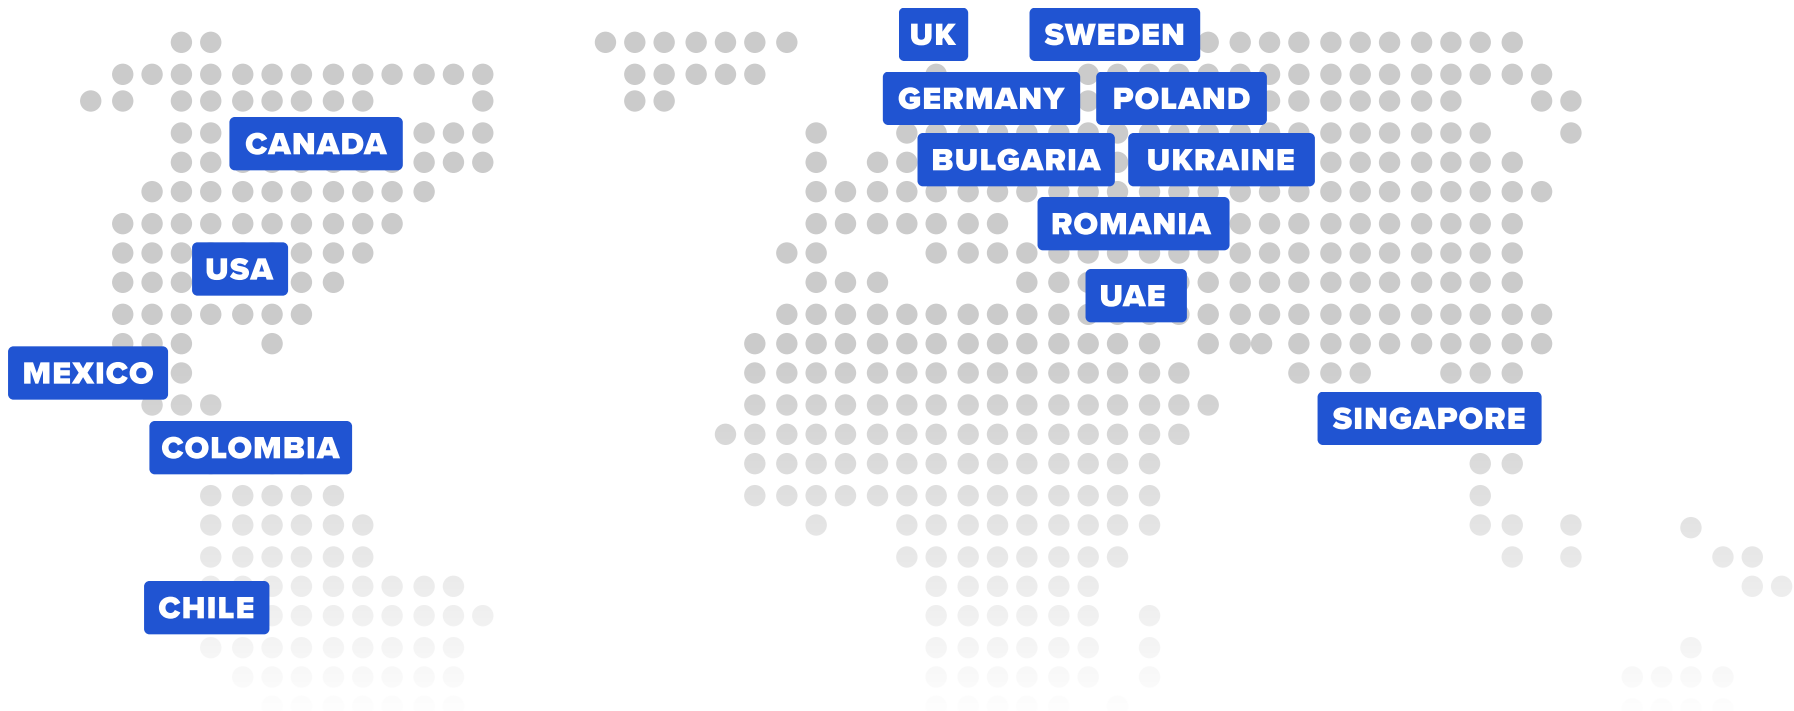 UK
SWEDEN
GERMANY
POLAND
CANADA
BULGARIA
UKRAINE
ROMANIA
USA
UAE
MEXICO
SINGAPORE
COLOMBIA
CHILE